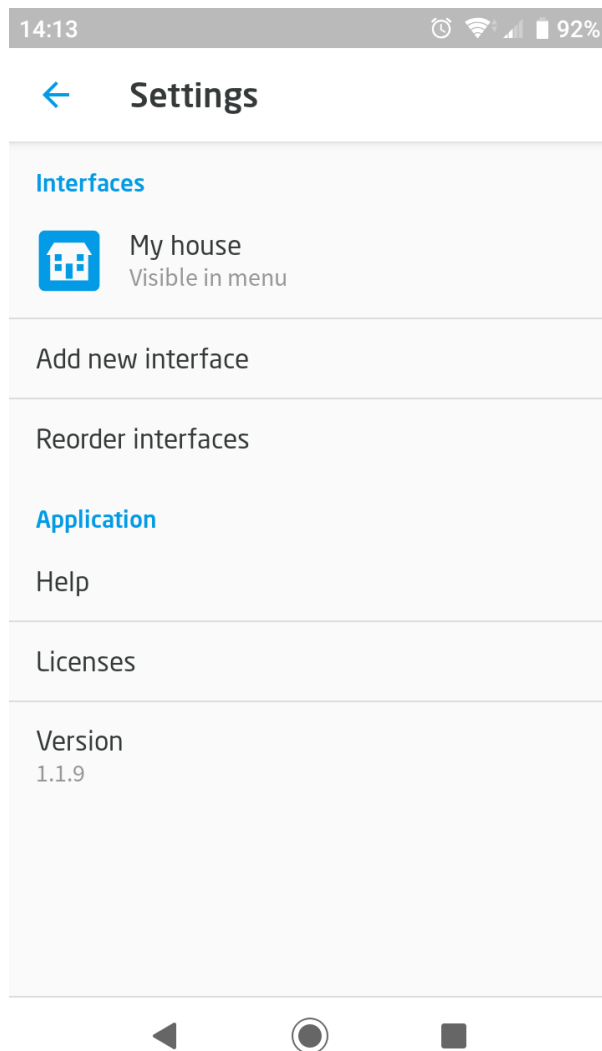 14:13 92%
Settings
Interfaces
My house
Visible in menu
Add new interface
Reorder interfaces
Application
Help
Licenses
Version
1.1.9